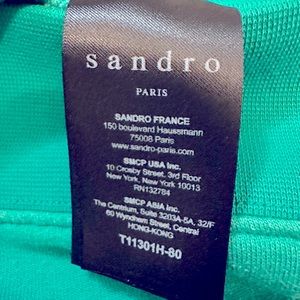 sandro
PARIS
SANDRO FRANCE
150 boulevard Haussmann
75008 Paris
www.sandro-paris.com
SMCP USA Inc.
10 Crosby Street. 3rd Floor
New York, New York 10013
RN132784
SMCP ASIA Inc.
The Centrium, Suite 3203A-5A, 32/F
60 Wyndham Street, Central
HONG-KONG
T11301H-80